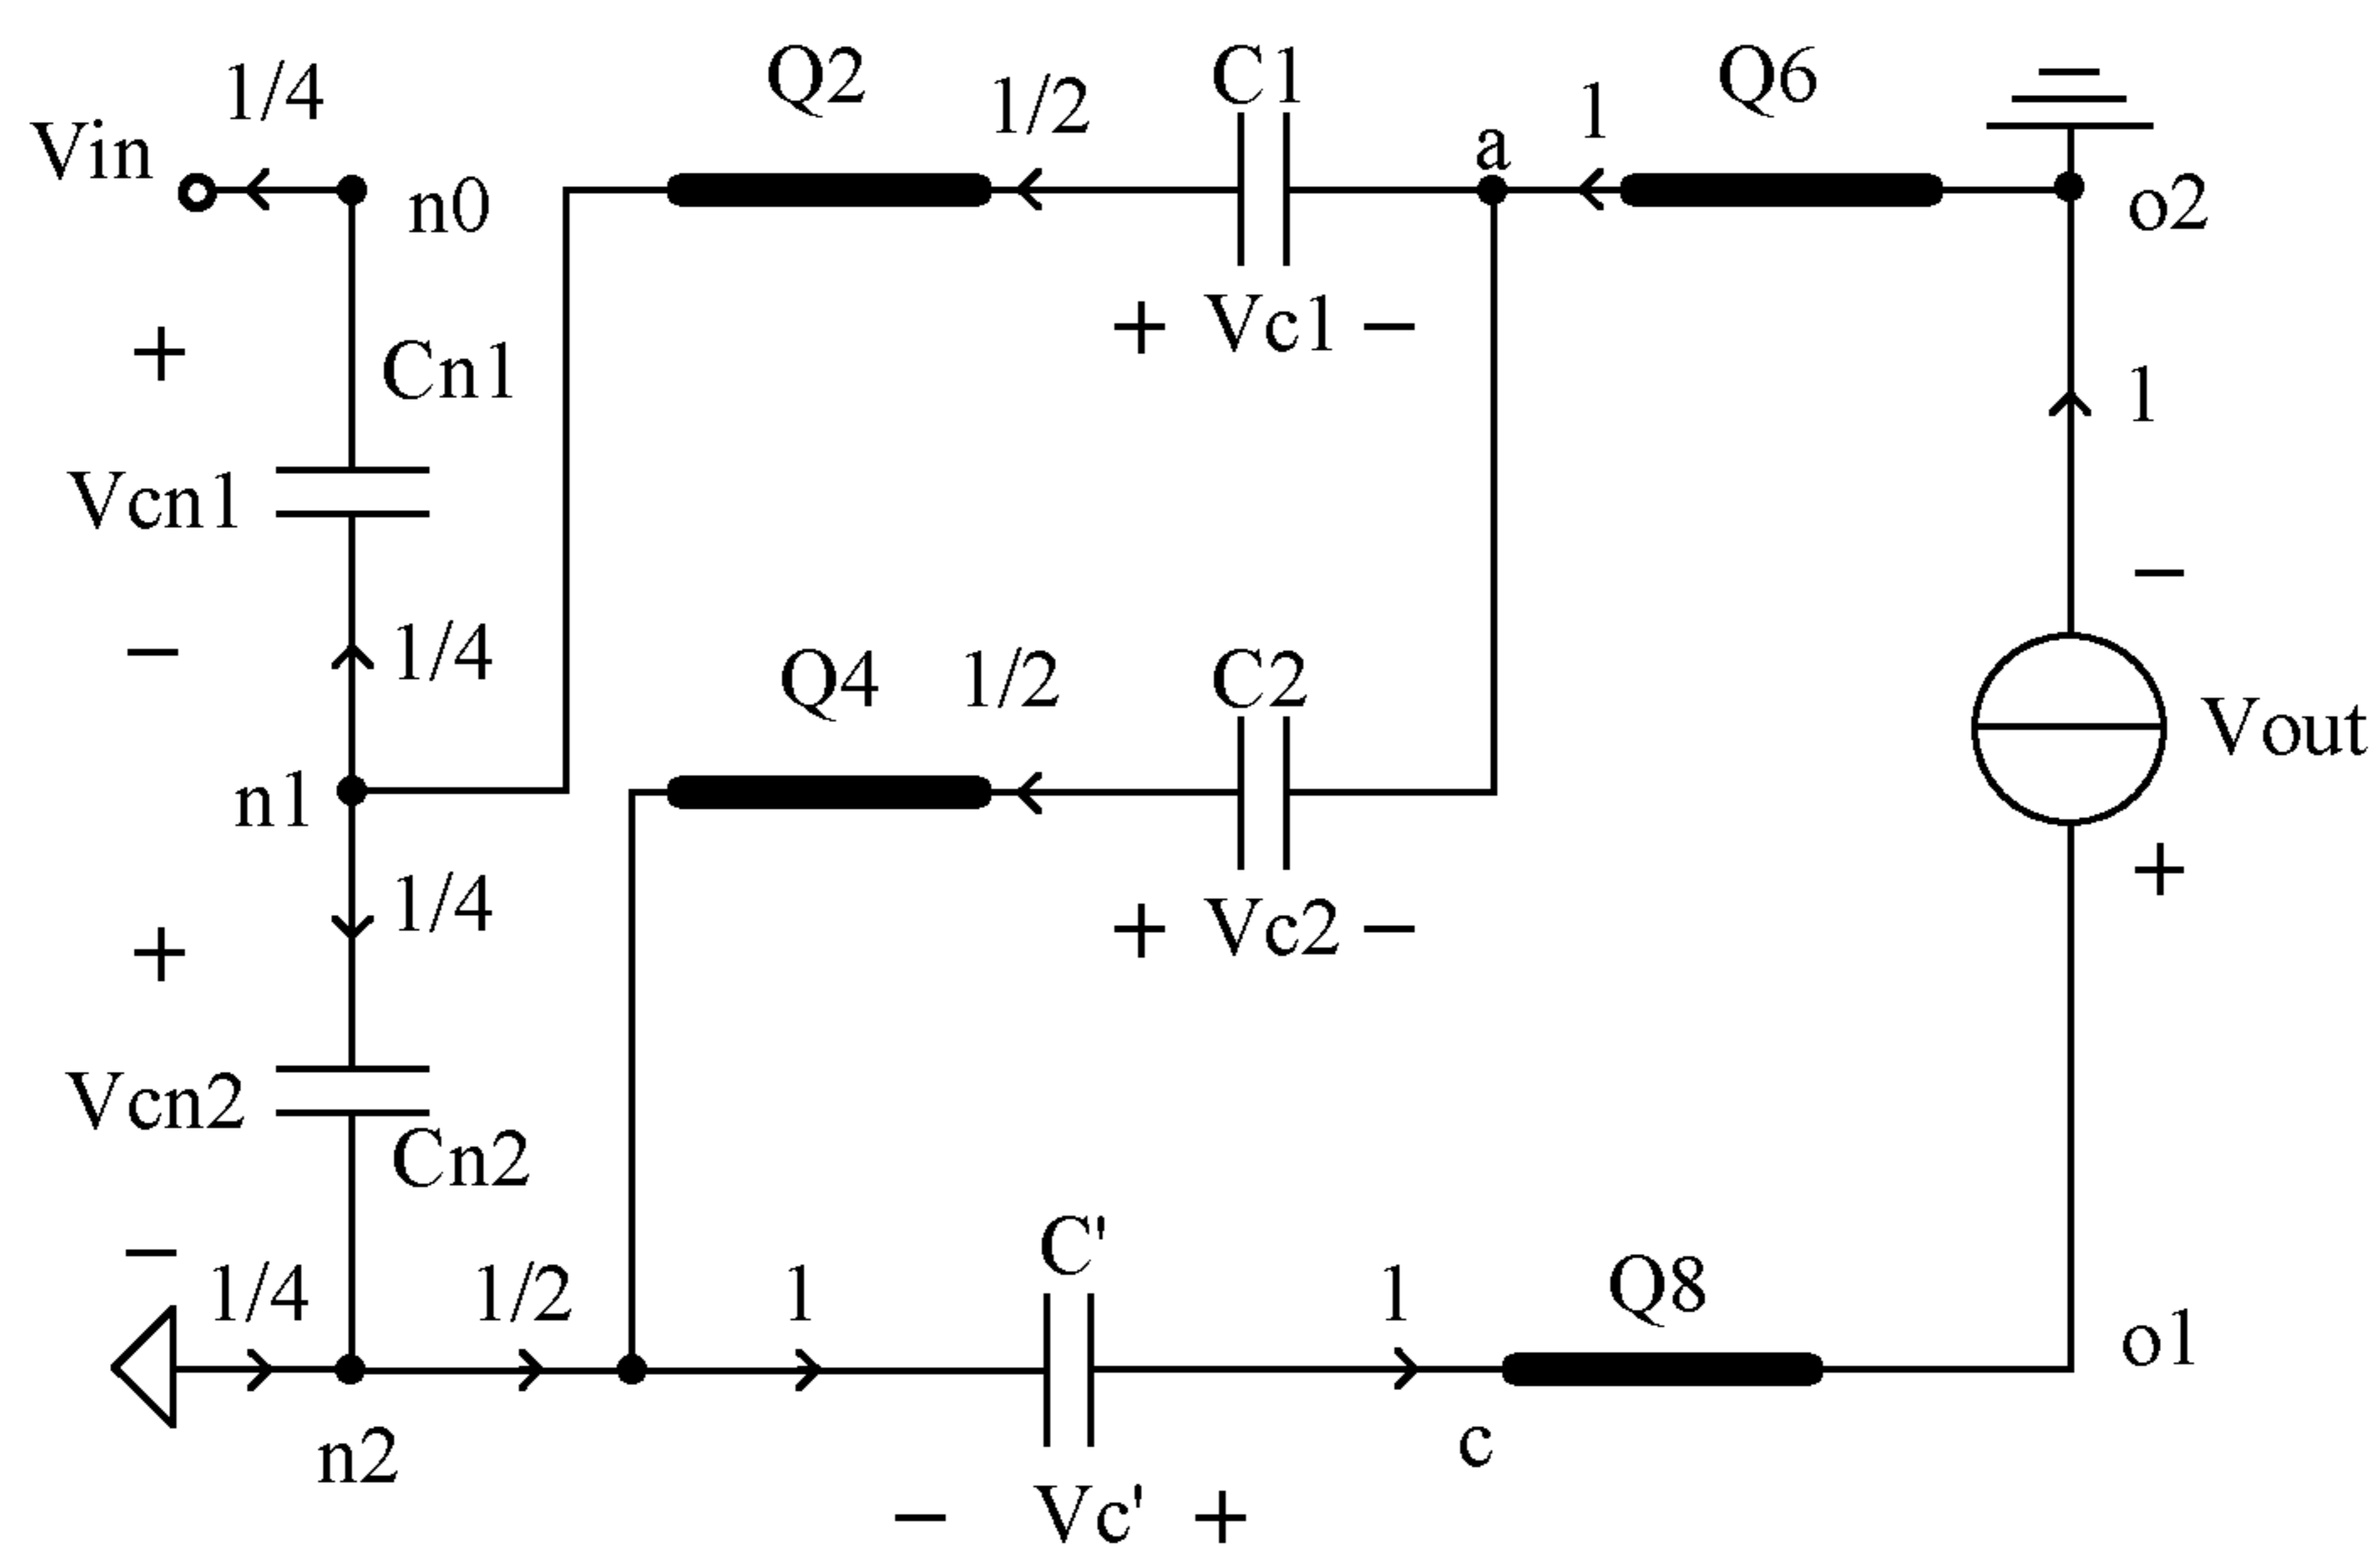 1/4
Vin
n0
Q2
1/2
C1
a
1
Q6
o2
+
Cn1
Vcn1
−
1/4
n1
+ Vc1 −
1
−
Vout
+
Q4
1/2
C2
+ Vc2 −
1/4
+
Vcn2
Cn2
−
1/4
1/2
1
C'
1
Q8
o1
n2
c
− Vc' +